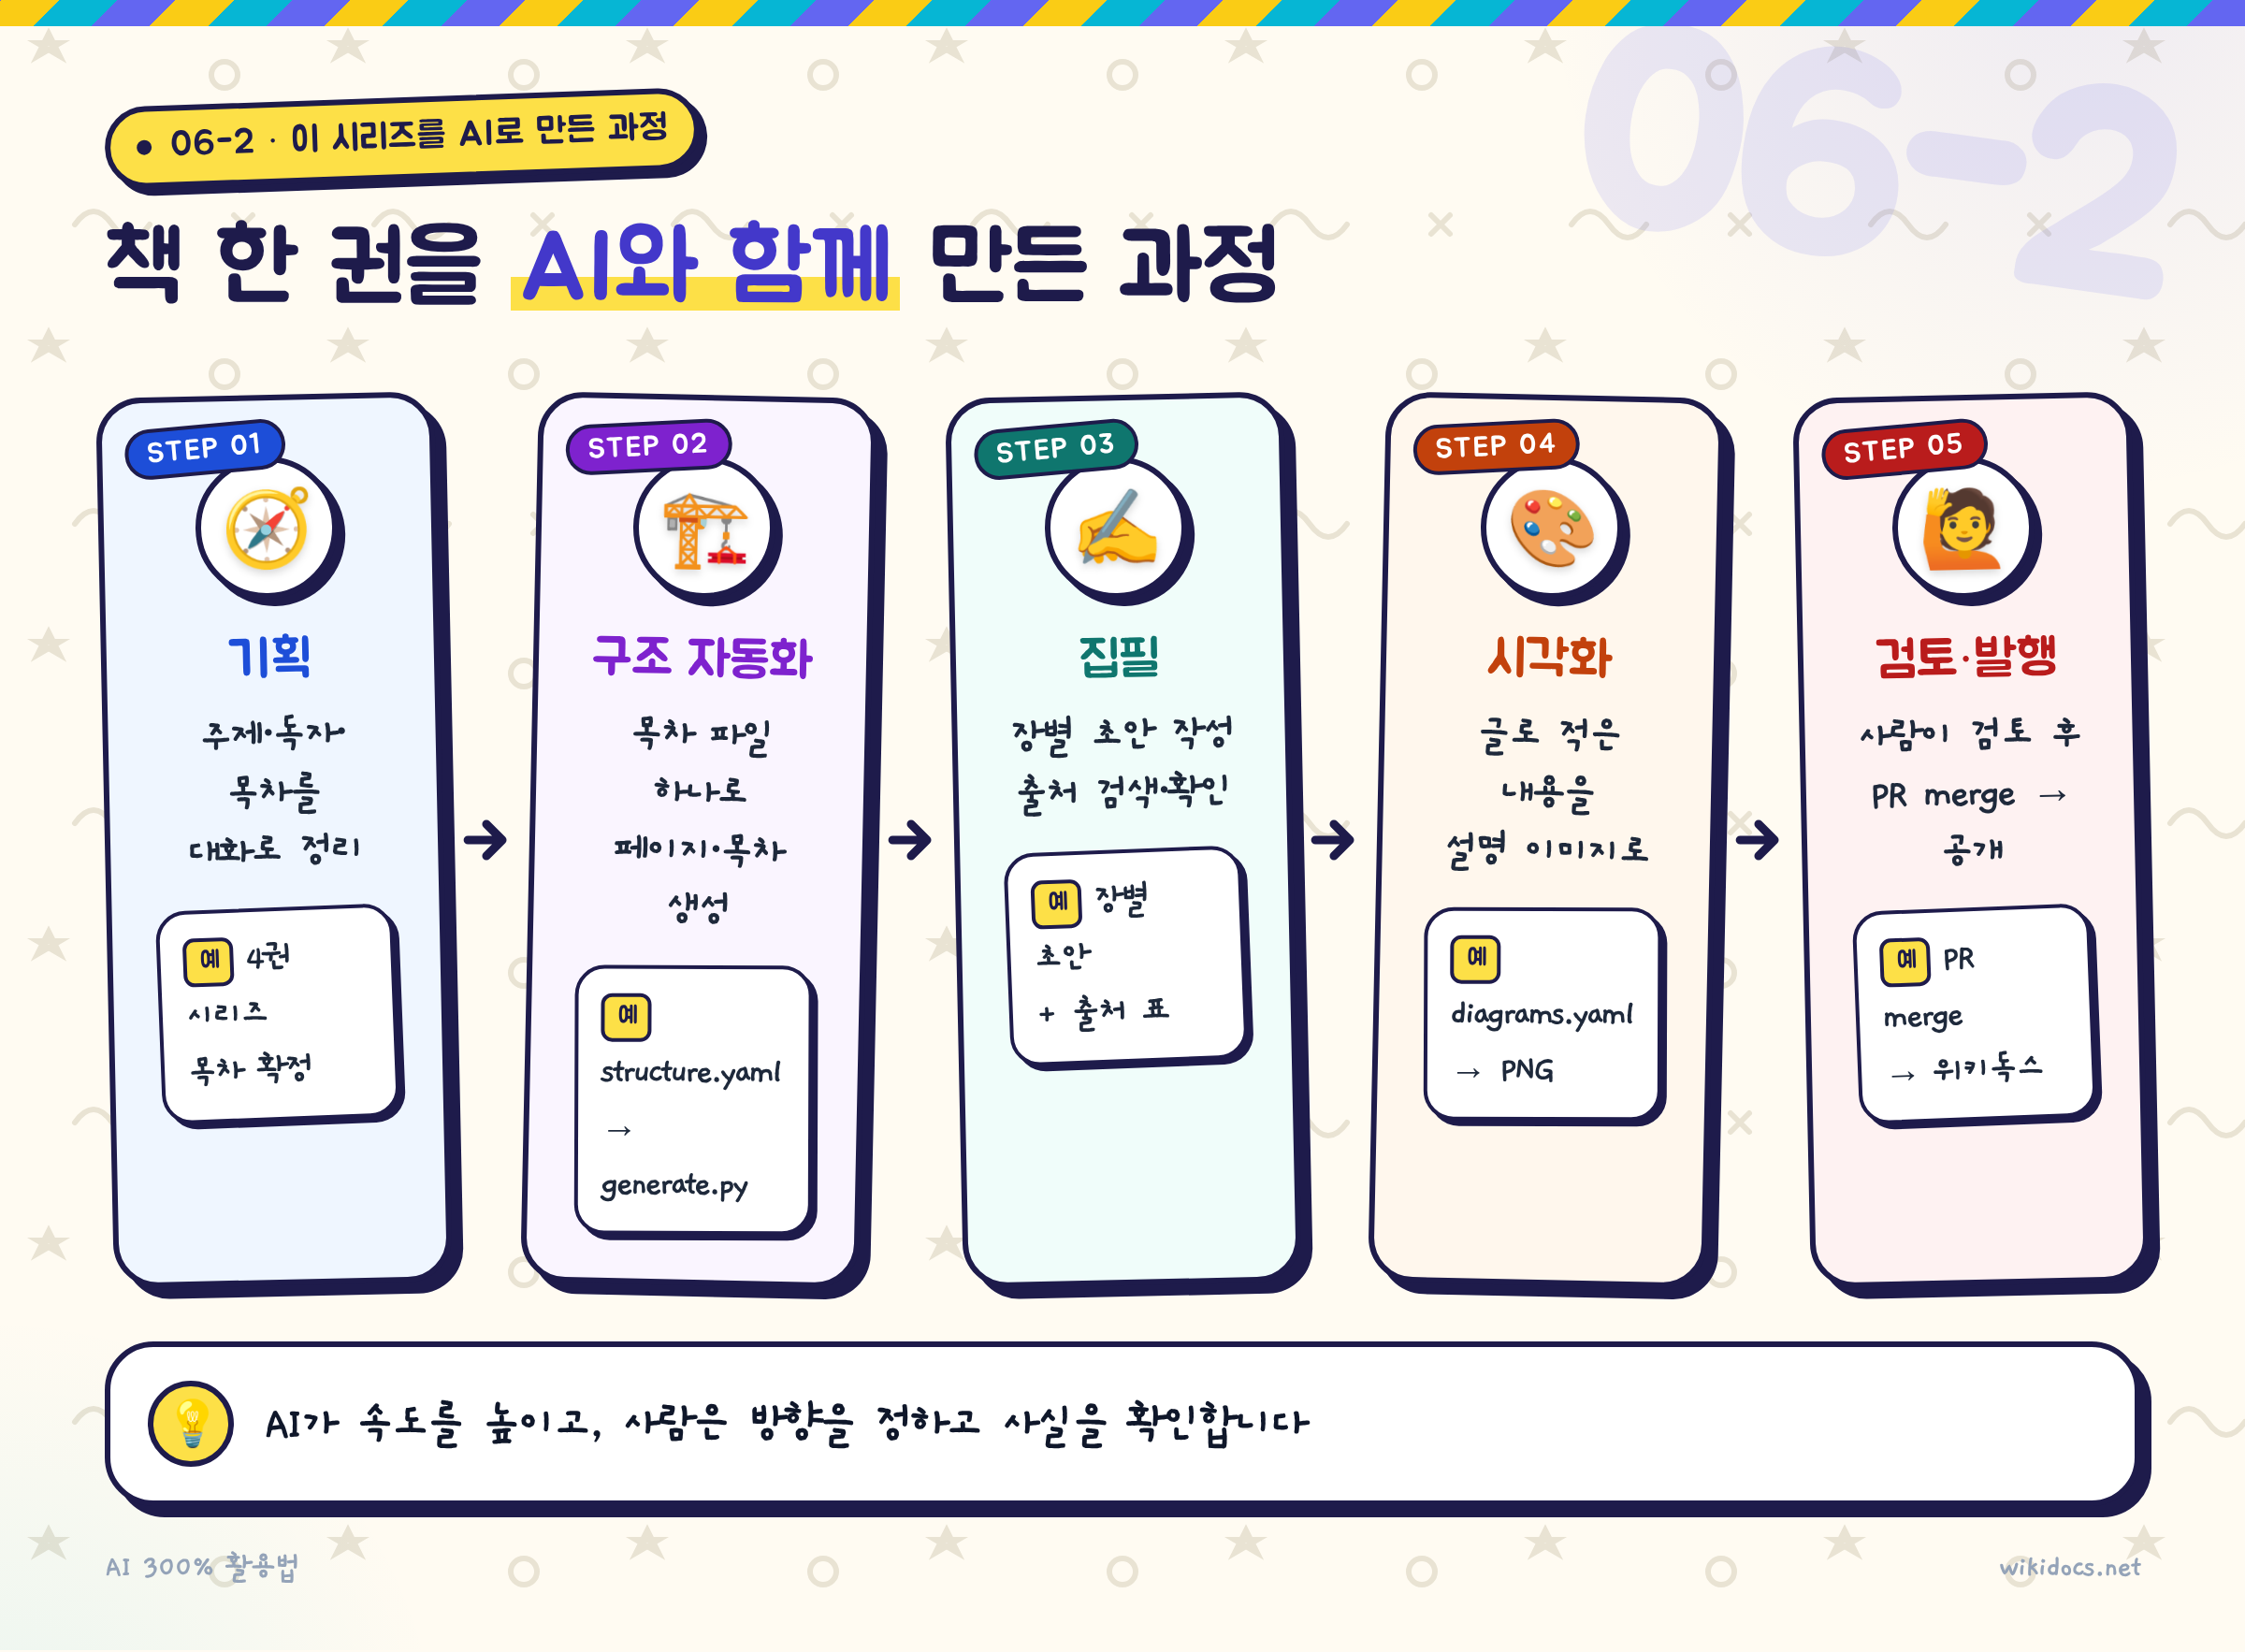 06-2
06-2 · 이 시리즈를 AI로 만든 과정
책 한 권을 AI와 함께 만든 과정
STEP 01
기획
주제·독자·
목차를
대화로 정리
예 4권
시리즈
목차 확정
→
STEP 02
구조 자동화
목차 파일
하나로
페이지·목차
생성
예
structure.yaml
→
generate.py
→
STEP 03
집필
장별 초안 작성
출처 검색·확인
예 장별
초안
+ 출처 표
→
STEP 04
시각화
글로 적은
내용을
설명 이미지로
예
diagrams.yaml
→ PNG
→
STEP 05
검토·발행
사람이 검토 후
PR merge →
공개
예 PR
merge
→ 위키독스
AI가 속도를 높이고, 사람은 방향을 정하고 사실을 확인합니다
AI 300% 활용법
wikidocs.net